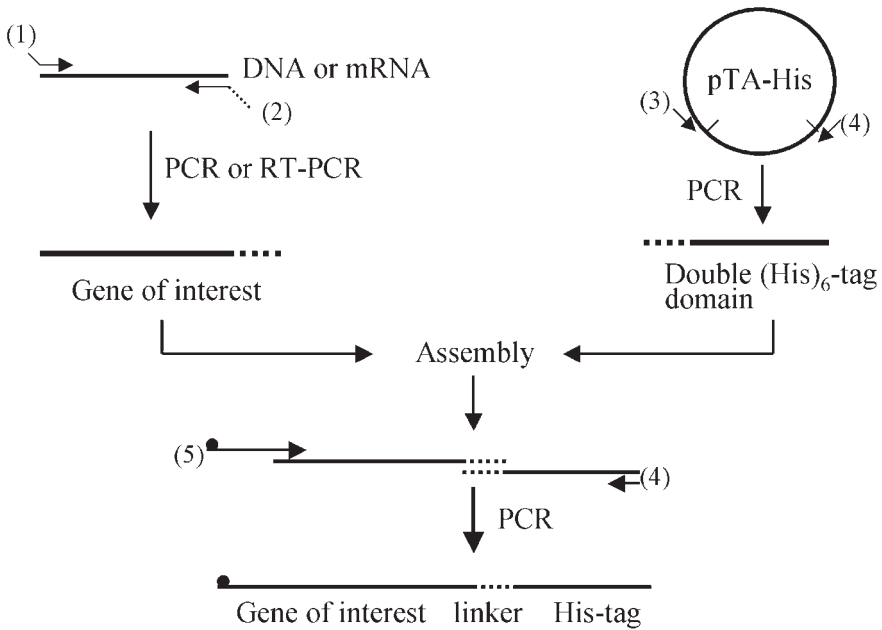 (1)
DNA or mRNA
(2)
PCR or RT-PCR
Gene of interest
pTA-His
(3)
(4)
PCR
Double (His)6-tag
domain
Assembly
(5)
(4)
PCR
Gene of interest linker His-tag